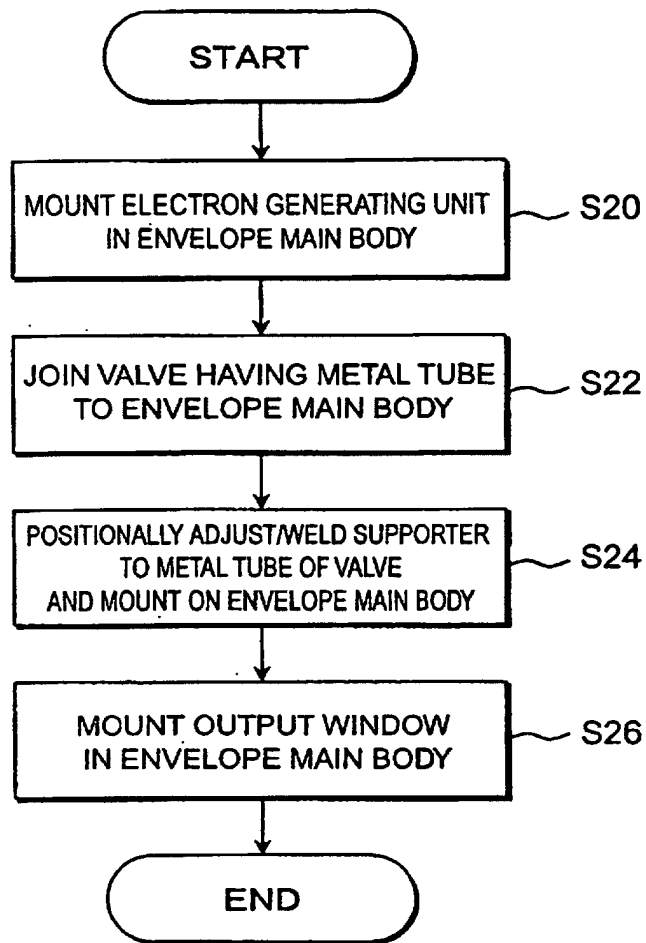 START
MOUNT ELECTRON GENERATING UNIT
IN ENVELOPE MAIN BODY
S20
JOIN VALVE HAVING METAL TUBE
TO ENVELOPE MAIN BODY
S22
POSITIONALLY ADJUST/WELD SUPPORTER
TO METAL TUBE OF VALVE
AND MOUNT ON ENVELOPE MAIN BODY
S24
MOUNT OUTPUT WINDOW
IN ENVELOPE MAIN BODY
S26
END